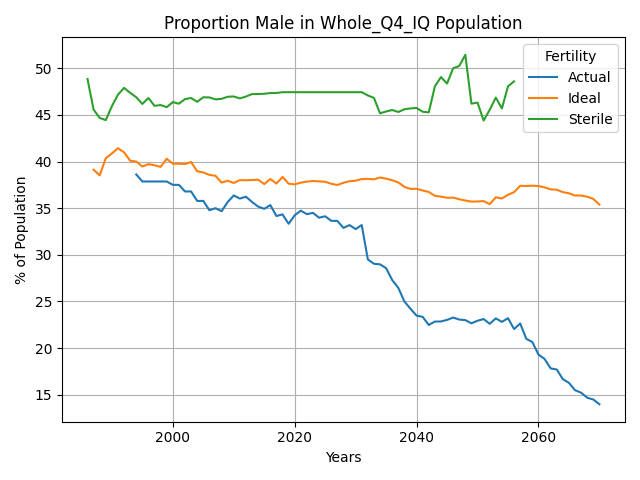 Proportion Male in Whole_Q4_IQ Population
Fertility
Actual
Ideal
Sterile
% of Population
50
45
40
35
30
25
20
15
2000
2020
2040
2060
Years